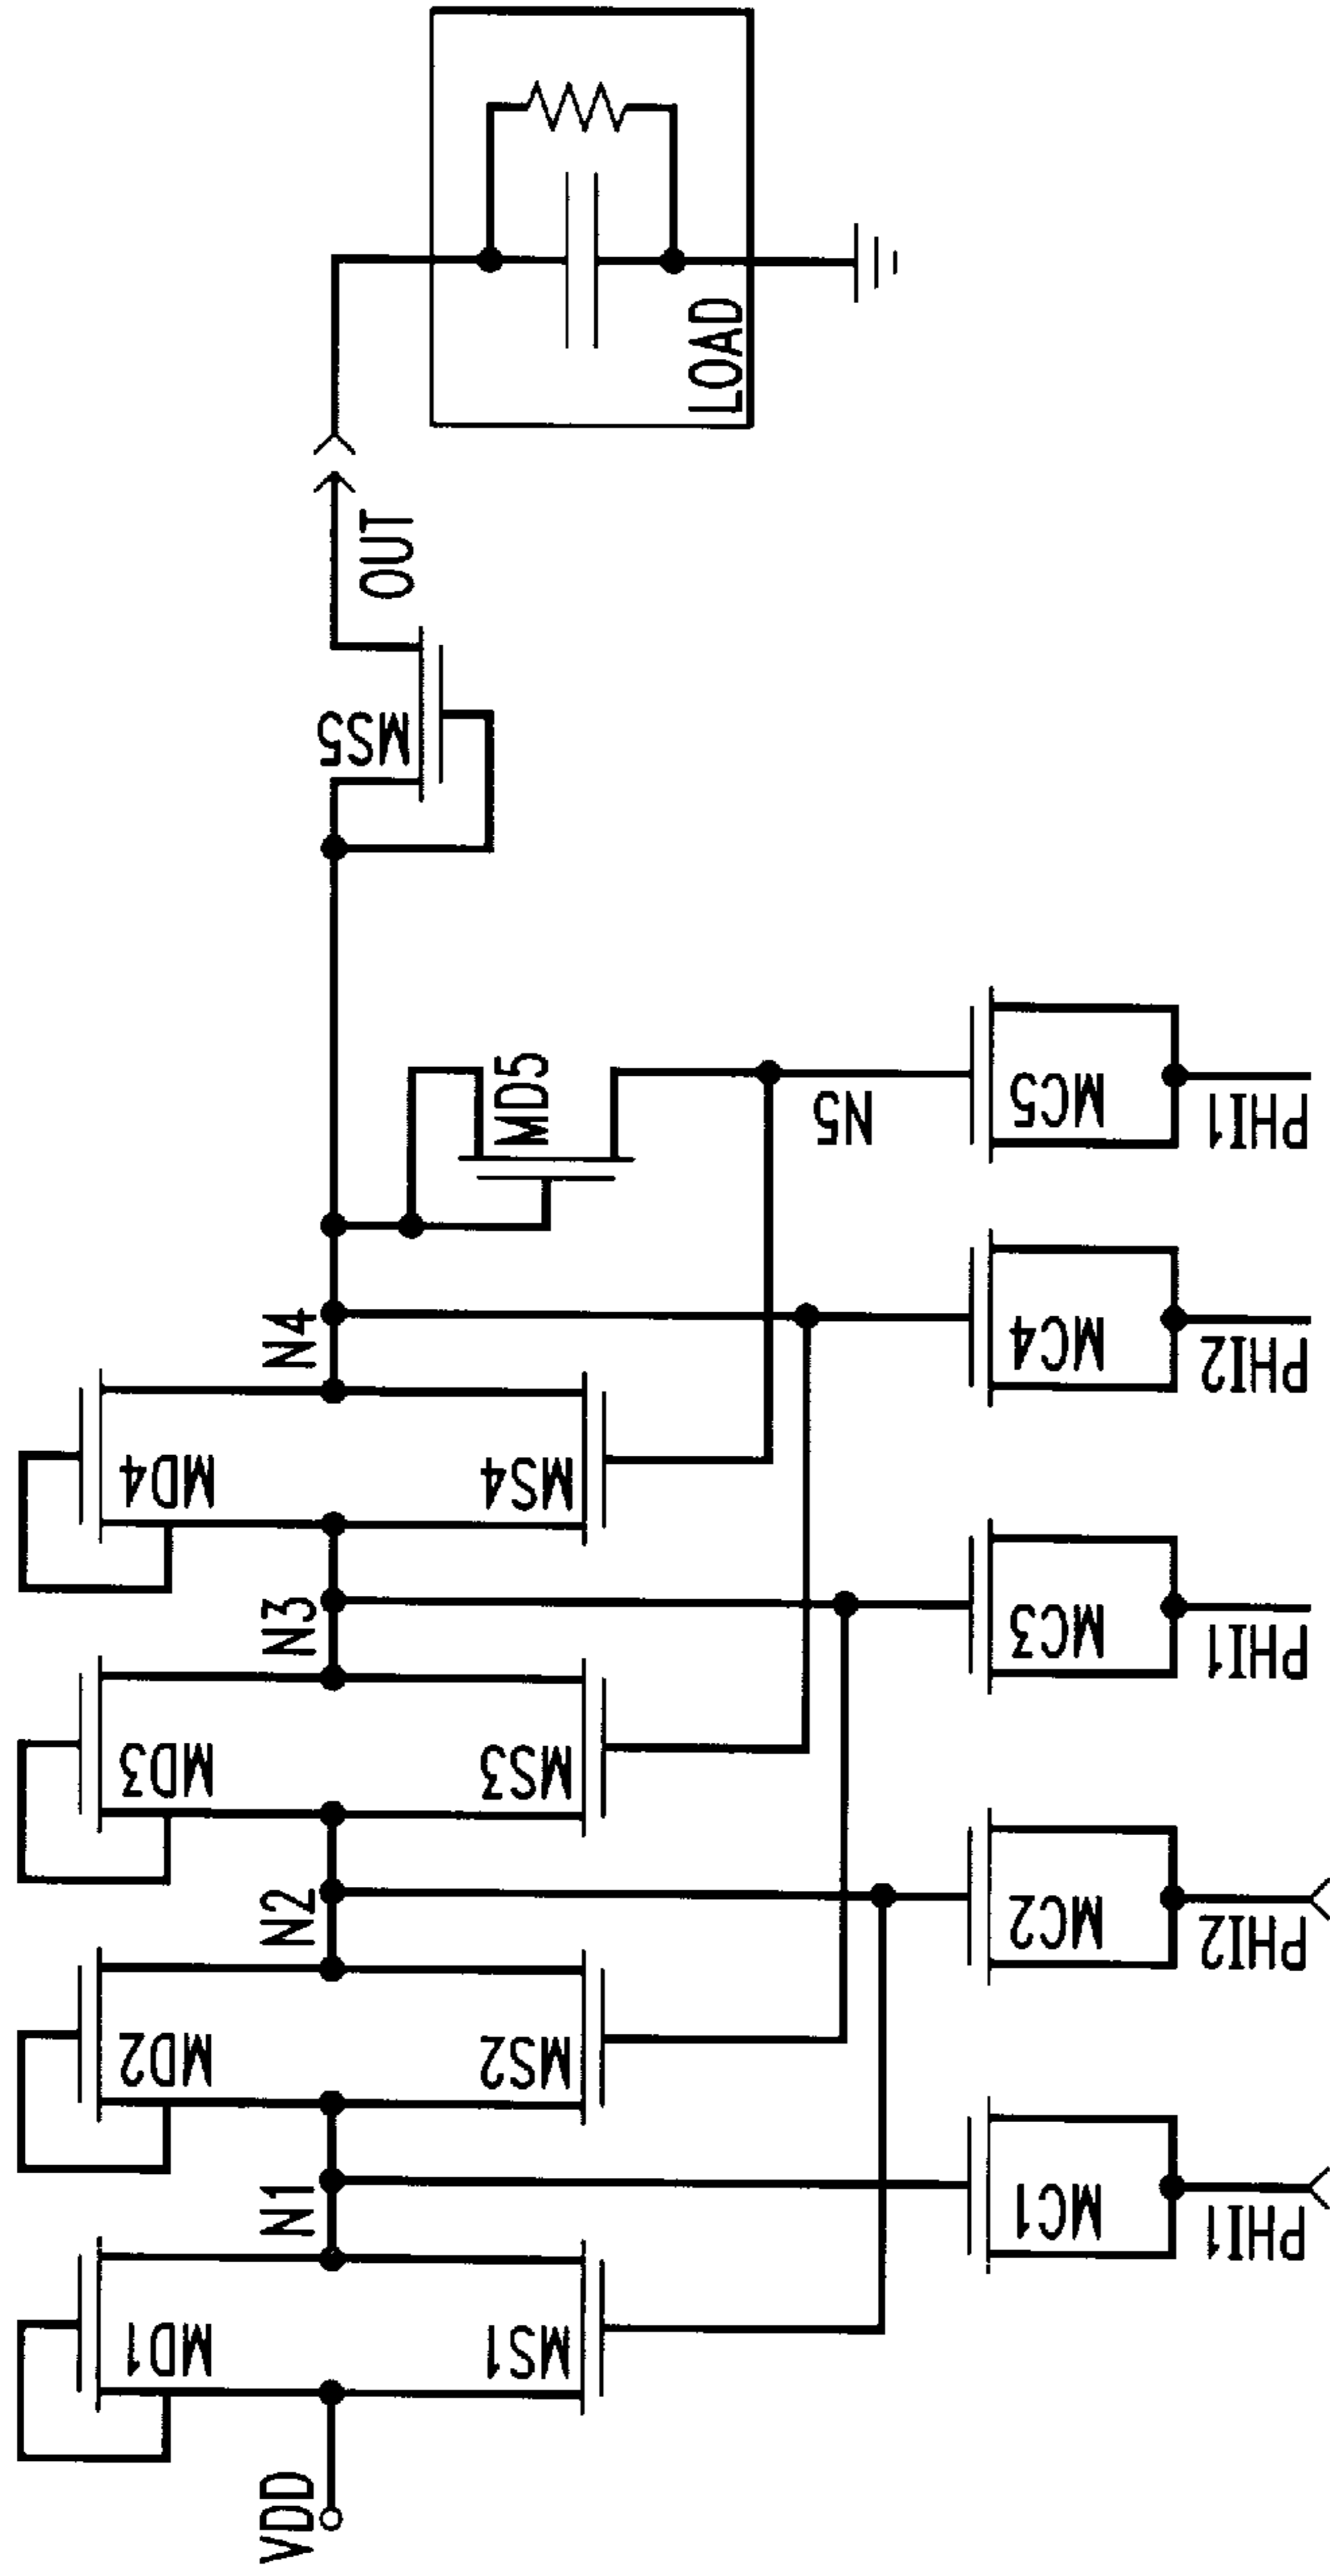 VDD
MD1
MS1
N1
MC1
PHI1
MD2
MS2
N2
MC2
PHI2
MD3
MS3
N3
MC3
PHI1
MD4
MS4
N4
MC4
PHI2
MD5
N5
MC5
PHI1
MS5
OUT
LOAD